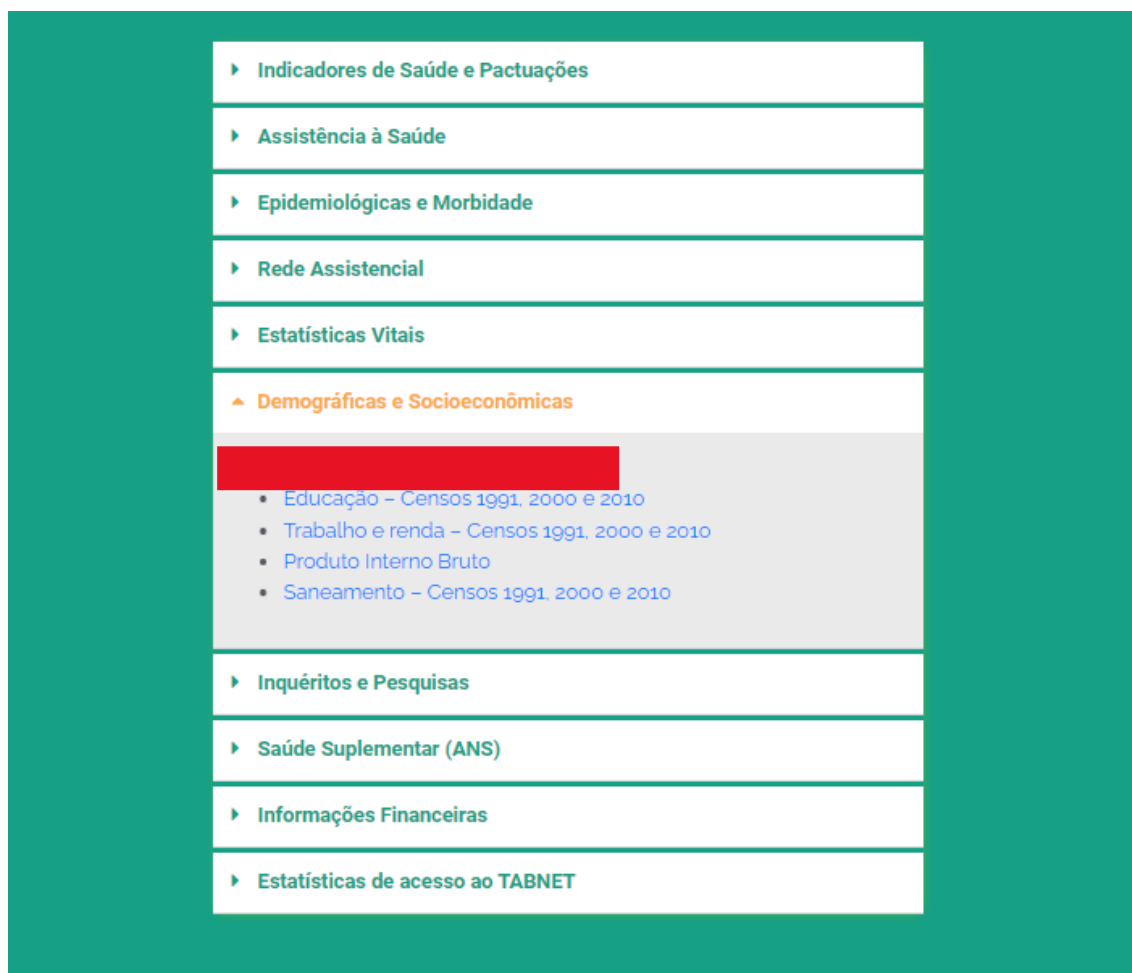 Indicadores de Saúde e Pactuações
Assistência à Saúde
Epidemiológicas e Morbidade
Rede Assistencial
Estatísticas Vitais
Demográficas e Socioeconômicas
Educação – Censos 1991, 2000 e 2010
Trabalho e renda – Censos 1991, 2000 e 2010
Produto Interno Bruto
Saneamento – Censos 1991, 2000 e 2010
Inquéritos e Pesquisas
Saúde Suplementar (ANS)
Informações Financeiras
Estatísticas de acesso ao TABNET